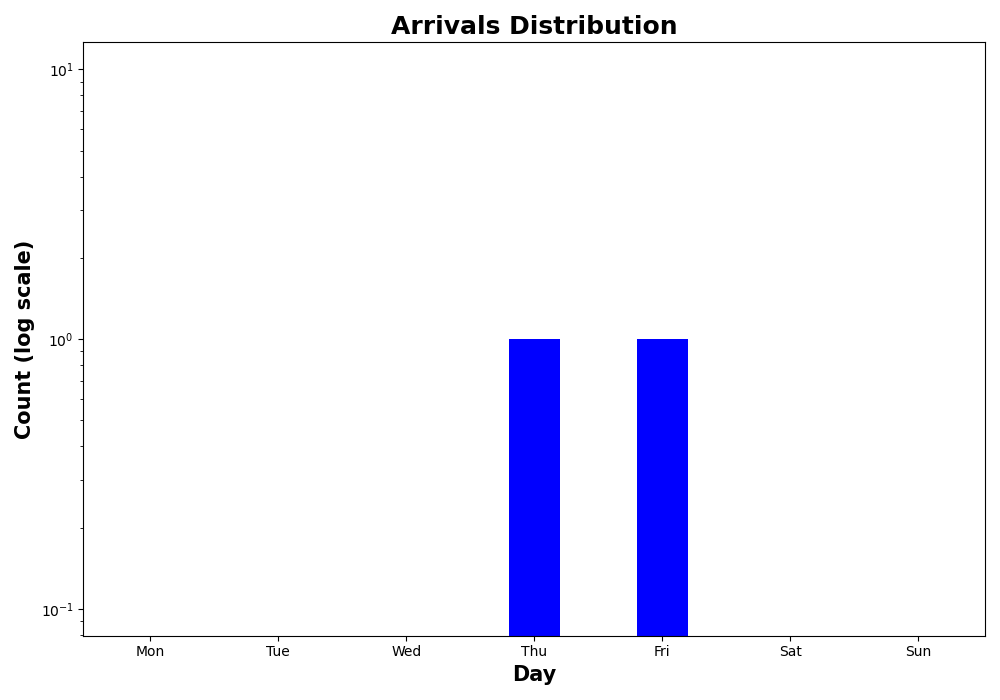 Arrivals Distribution
Count (log scale)
10¹
10⁰
10⁻¹
Mon Tue Wed Thu Fri Sat Sun
Day